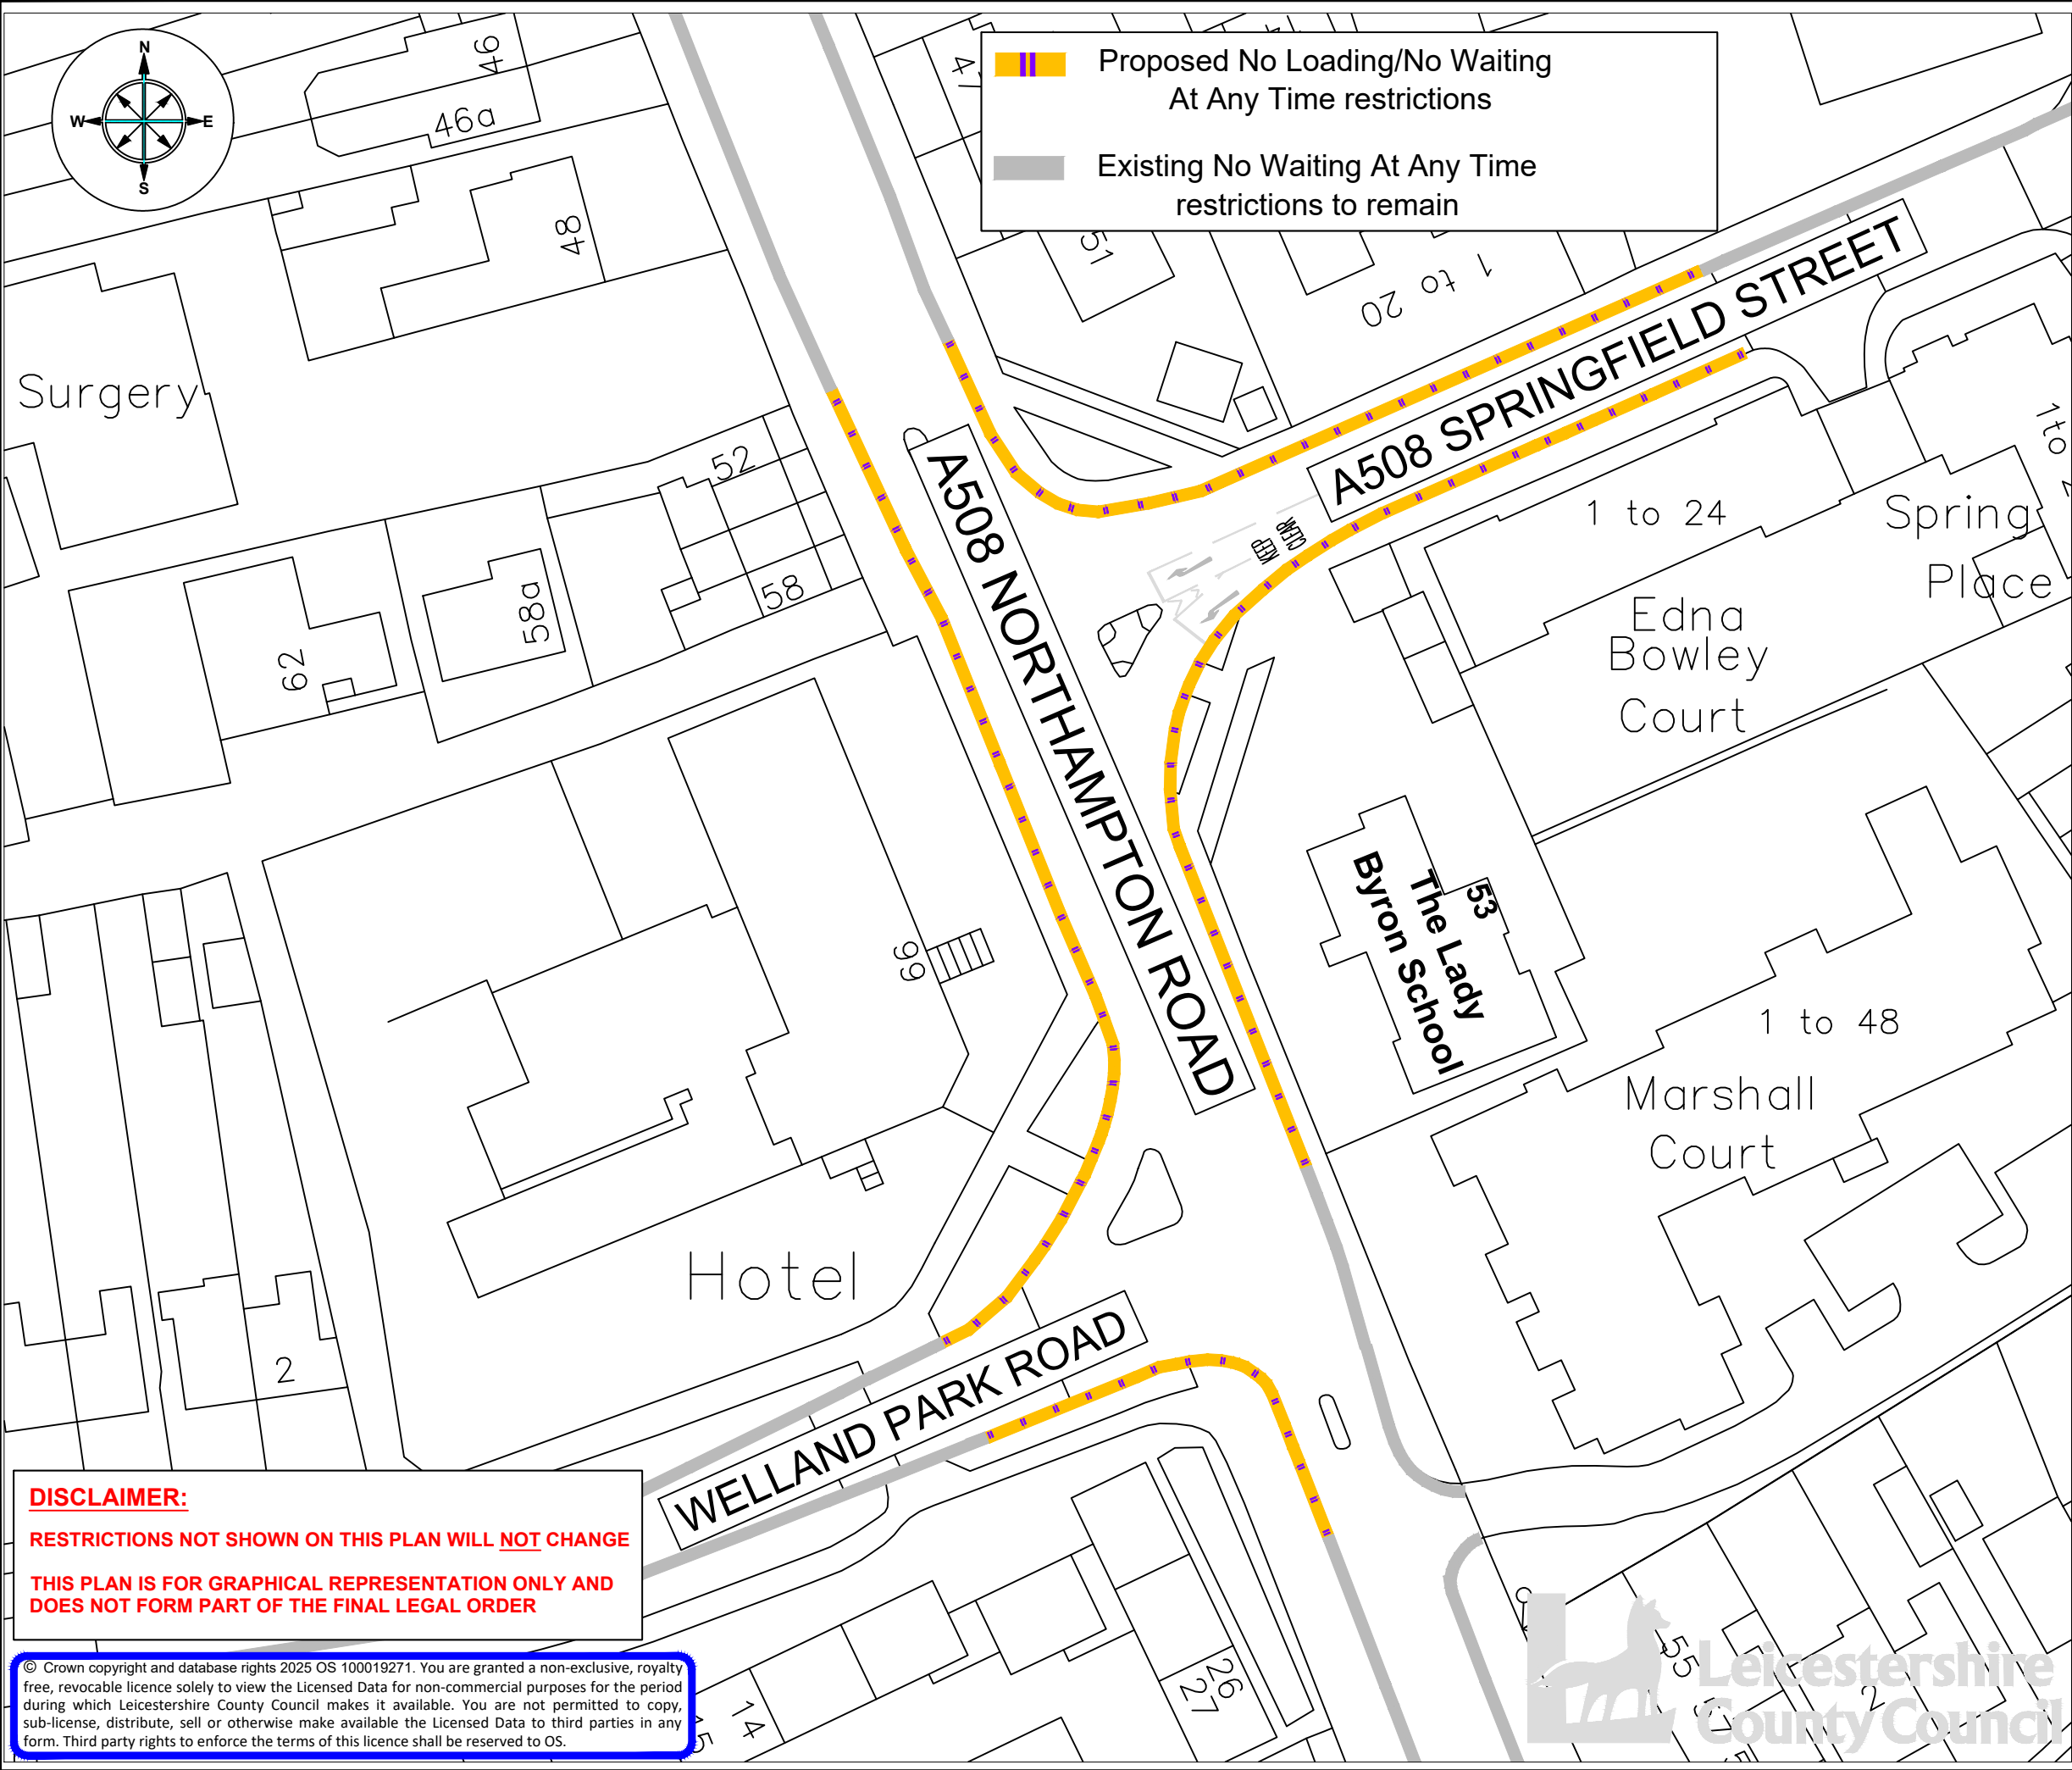 N
W
E
S
Proposed No Loading/No Waiting
At Any Time restrictions
Existing No Waiting At Any Time
restrictions to remain
46
46a
48
51
1 to 20
Surgery
52
58
58a
62
A508 SPRINGFIELD STREET
A508 NORTHAMPTON ROAD
KEEP
CLEAR
1 to 24
Edna
Bowley
Court
Spring
Place
1to
53
The Lady
Byron School
66
1 to 48
Marshall
Court
Hotel
2
WELLAND PARK ROAD
DISCLAIMER:
RESTRICTIONS NOT SHOWN ON THIS PLAN WILL NOT CHANGE
THIS PLAN IS FOR GRAPHICAL REPRESENTATION ONLY AND
DOES NOT FORM PART OF THE FINAL LEGAL ORDER
© Crown copyright and database rights 2025 OS 100019271. You are granted a non-exclusive, royalty
free, revocable licence solely to view the Licensed Data for non-commercial purposes for the period
during which Leicestershire County Council makes it available. You are not permitted to copy,
sub-license, distribute, sell or otherwise make available the Licensed Data to third parties in any
form. Third party rights to enforce the terms of this licence shall be reserved to OS.
14
26
27
55
57
2
Leicestershire
County Council